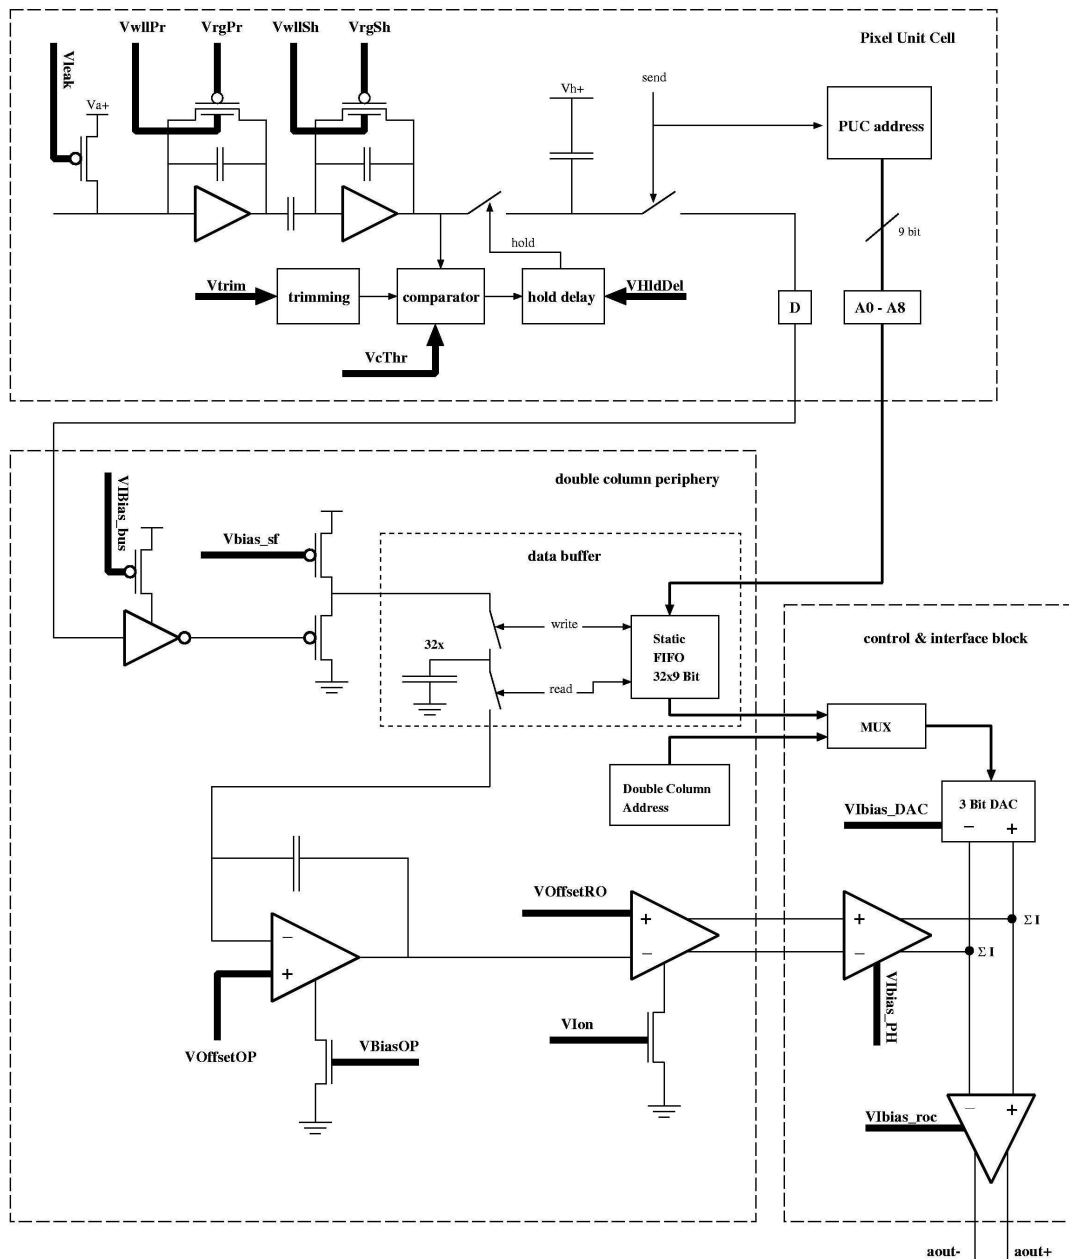 VwllPr VrgPr VwllSh VrgSh
Pixel Unit Cell
Vleak
Va+
Vh+
send
PUC address
9 bit
hold
Vtrim
trimming
comparator
hold delay
VHldDel
D
A0 - A8
VcThr
double column periphery
VIBias_bus
Vbias_sf
data buffer
write
32x
Static
FIFO
32x9 Bit
read
control & interface block
MUX
Double Column
Address
3 Bit DAC
− +
VIbias_DAC
VOffsetRO
+
−
+
−
Σ I
Σ I
−
+
VIbias_PH
VOffsetOP
VBiasOP
VIon
− +
VIbias_roc
aout- aout+